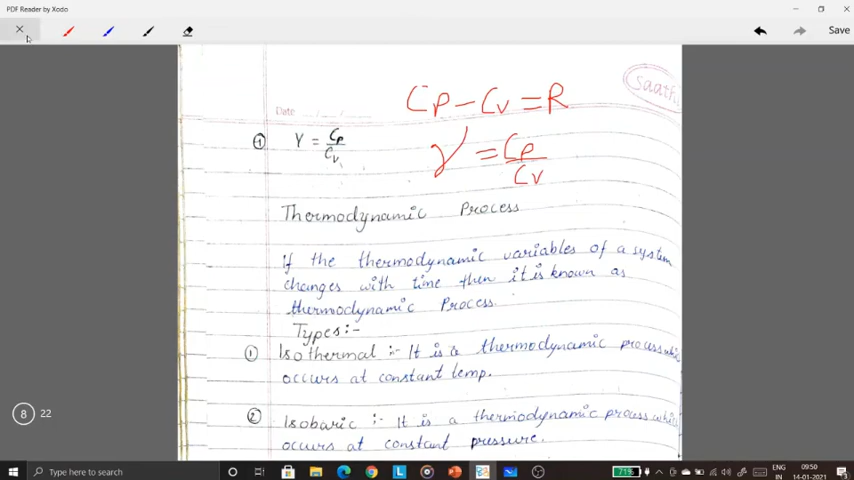 PDF Reader by Xodo
Save
Saathi
Cp - Cv = R
Date
Y = Cp/Cv
γ = Cp/Cv
Thermodynamic Process
If the thermodynamic variables of a system
changes with time then it is known as
thermodynamic Process.
Types:-
① Isothermal :- It is a thermodynamic process which
occurs at constant temp.
② Isobaric :- It is a thermodynamic process which
occurs at constant pressure.
8 22
Type here to search
71%
ENG
IN
09:50
14-01-2021